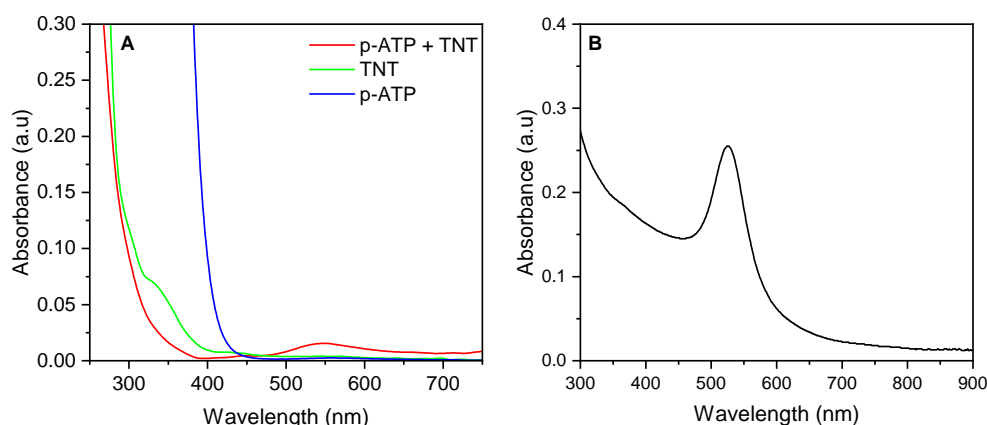 A
p-ATP + TNT
TNT
p-ATP
Absorbance (a.u)
0.30
0.25
0.20
0.15
0.10
0.05
0.00
300 400 500 600 700
Wavelength (nm)
B
Absorbance (a.u)
0.4
0.3
0.2
0.1
0.0
300 400 500 600 700 800 900
Wavelength (nm)